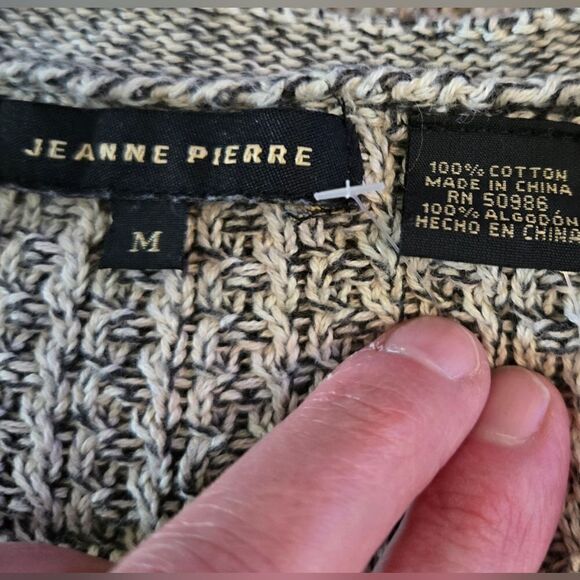 JEANNE PIERRE
M
100% COTTON
MADE IN CHINA
RN 50986
100% ALGODÓN
HECHO EN CHINA